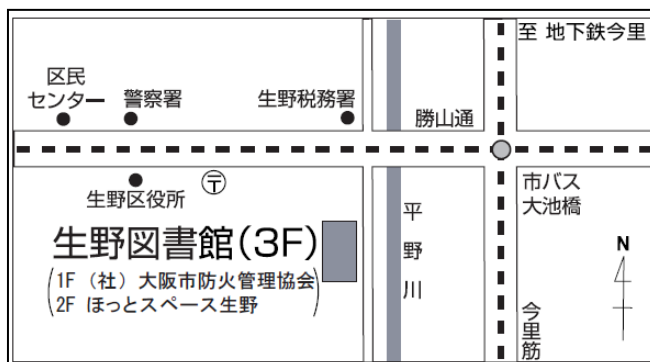 至 地下鉄今里
区民
センター
警察署
生野税務署
勝山通
〒
生野区役所
市バス
大池橋
生野図書館(3F)
1F (社) 大阪市防火管理協会
2F ほっとスペース生野
平野川
N
今里筋